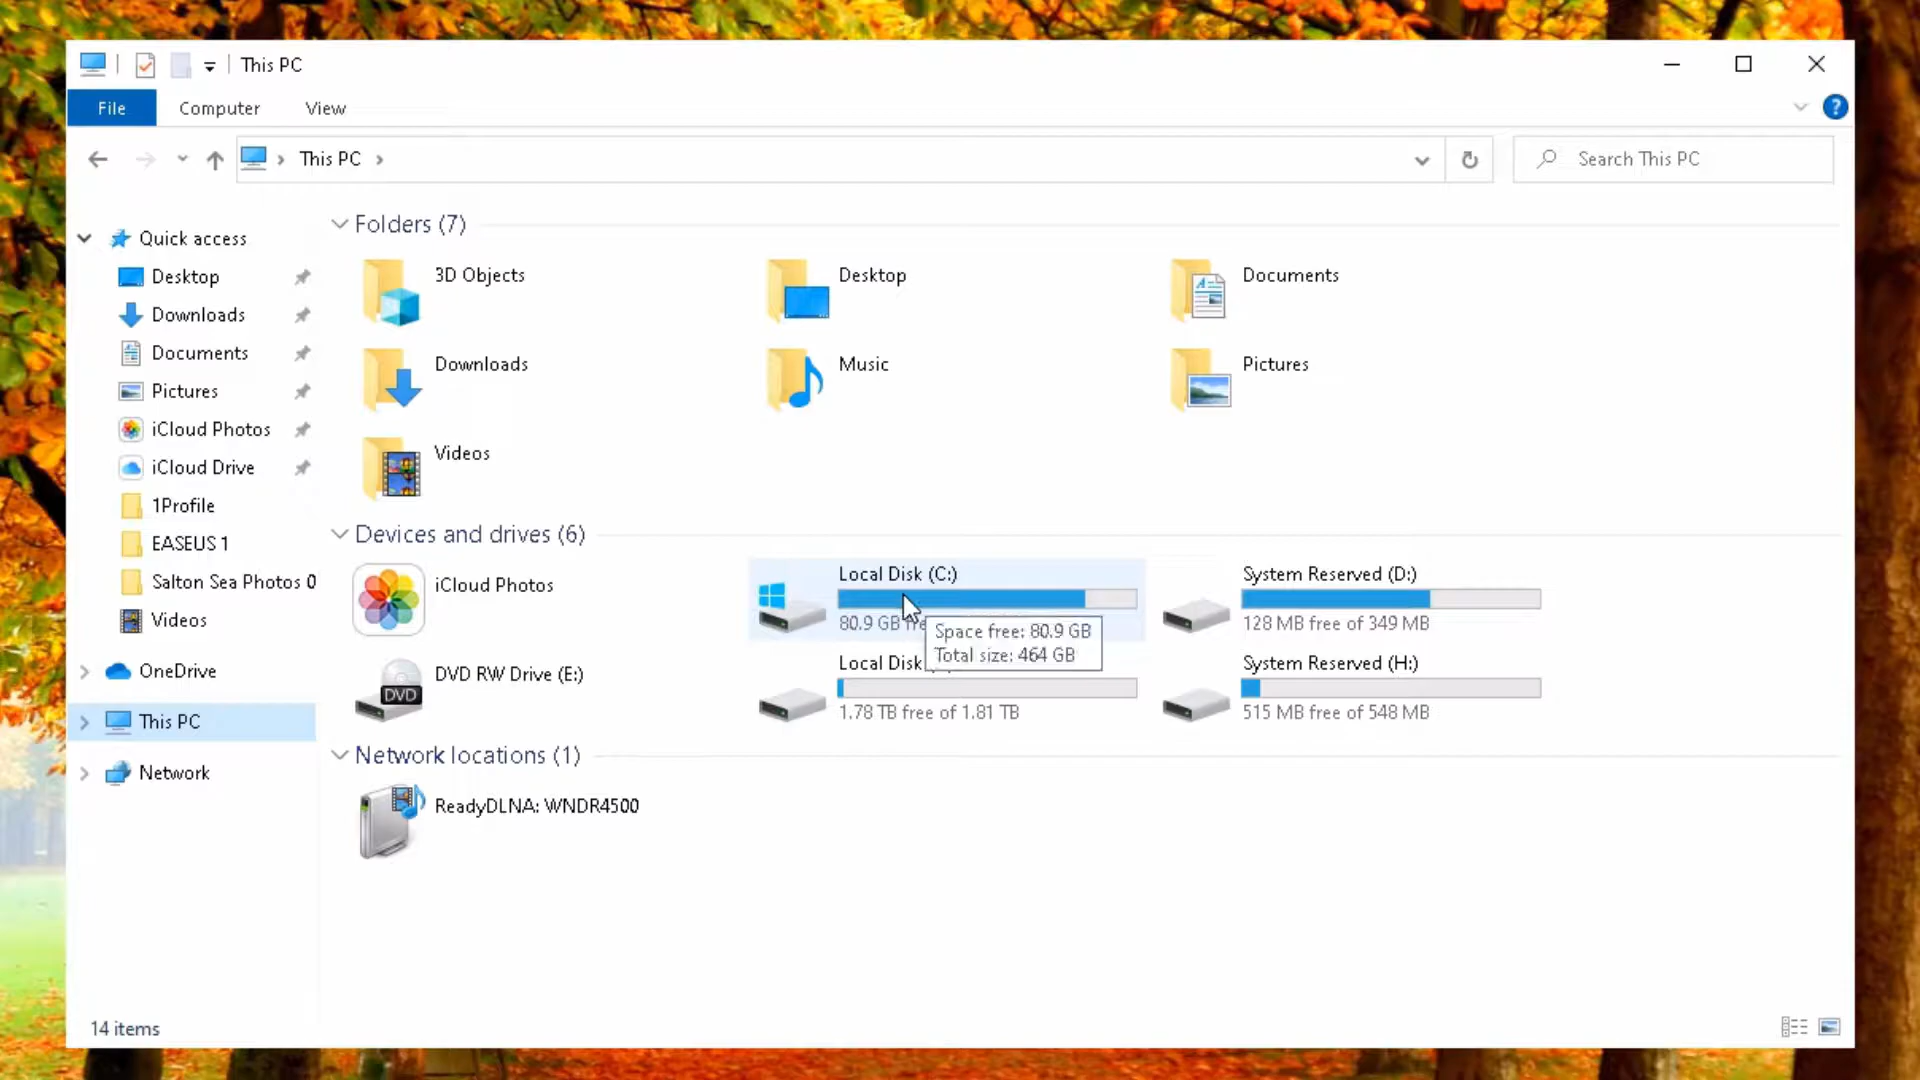 This PC
File Computer View
This PC
Search This PC
Quick access
Desktop
Downloads
Documents
Pictures
iCloud Photos
iCloud Drive
1Profile
EASEUS 1
Salton Sea Photos 0
Videos
OneDrive
This PC
Network
Folders (7)
3D Objects
Desktop
Documents
Downloads
Music
Pictures
Videos
Devices and drives (6)
iCloud Photos
Local Disk (C:)
80.9 GB
Space free: 80.9 GB
Total size: 464 GB
System Reserved (D:)
128 MB free of 349 MB
DVD RW Drive (E:)
DVD
Local Disk
1.78 TB free of 1.81 TB
System Reserved (H:)
515 MB free of 548 MB
Network locations (1)
ReadyDLNA: WNDR4500
14 items